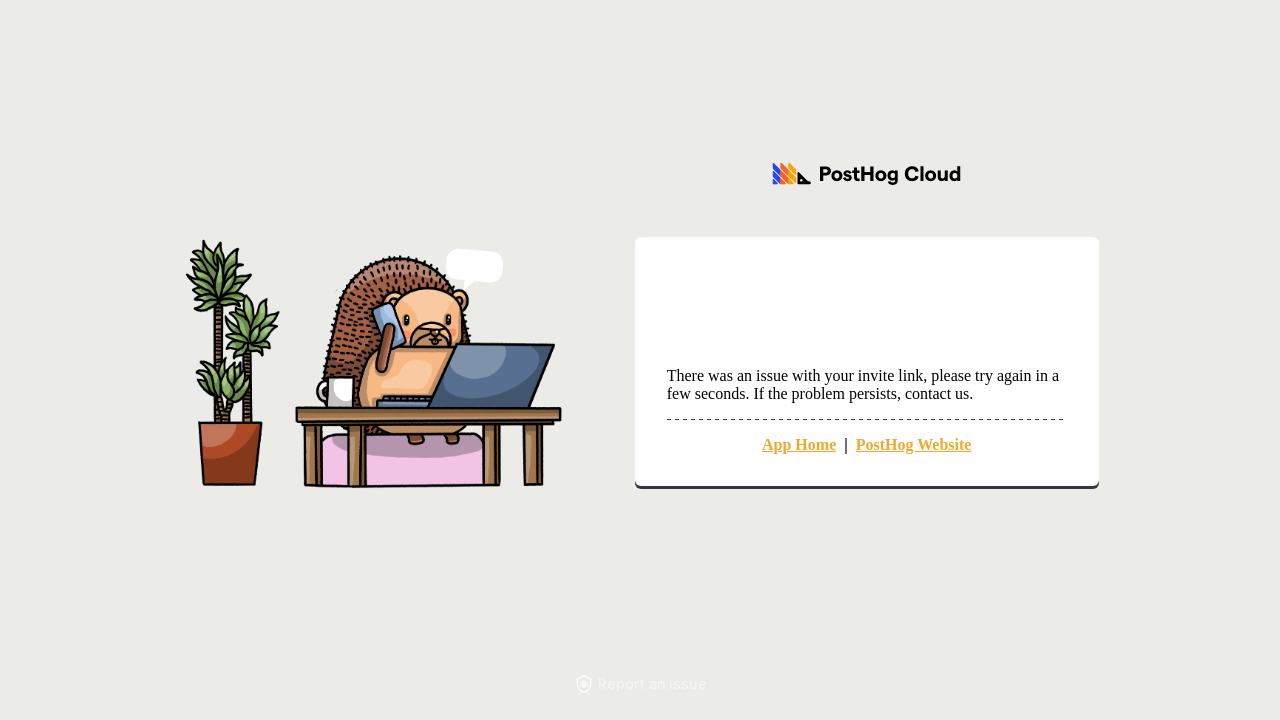 PostHog Cloud
There was an issue with your invite link, please try again in a
few seconds. If the problem persists, contact us.
App Home | PostHog Website
Report an issue